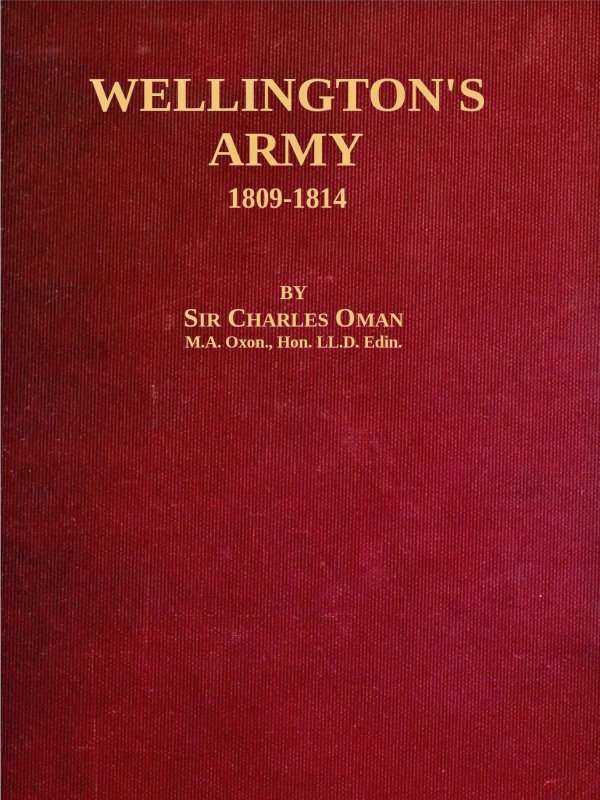 WELLINGTON'S
ARMY
1809-1814
BY
SIR CHARLES OMAN
M.A. Oxon., Hon. LL.D. Edin.